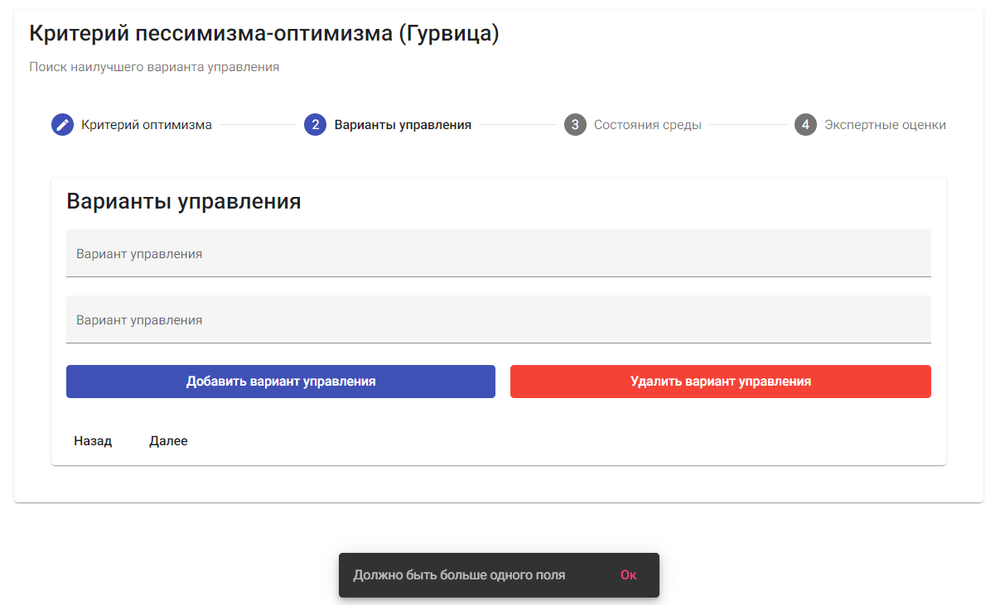 Критерий пессимизма-оптимизма (Гурвица)
Поиск наилучшего варианта управления
Критерий оптимизма
2 Варианты управления
3 Состояния среды
4 Экспертные оценки
Варианты управления
Вариант управления
Вариант управления
Добавить вариант управления
Удалить вариант управления
Назад
Далее
Должно быть больше одного поля
Ок